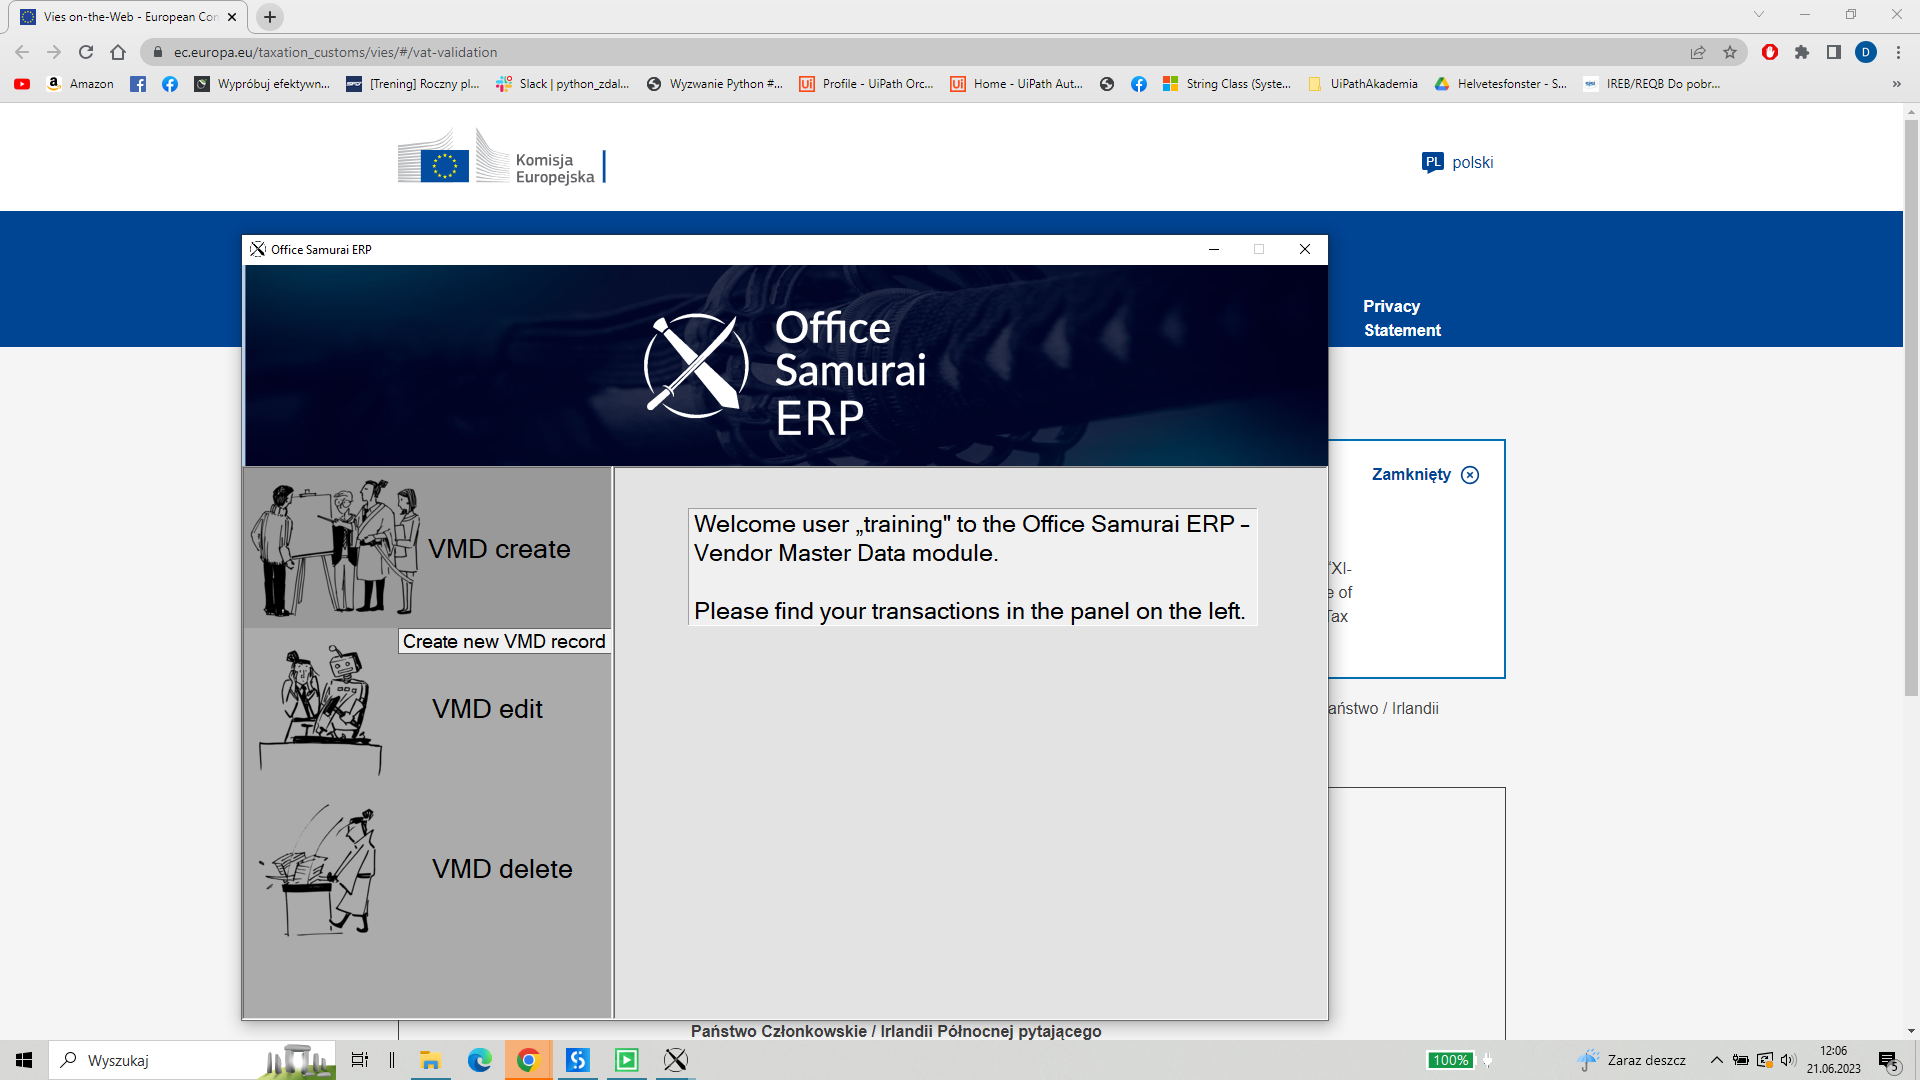 Vies on-the-Web - European Con
ec.europa.eu/taxation_customs/vies/#/vat-validation
D
Amazon
Wypróbuj efektywn...
[Trening] Roczny pl...
Slack | python_zdal...
Wyzwanie Python #...
Profile - UiPath Orc...
Home - UiPath Aut...
String Class (Syste...
UiPathAkademia
Helvetesfonster - S...
IREB/REQB Do pobr...
»
Komisja
Europejska
PL polski
Office Samurai ERP
Privacy
Statement
Office
Samurai
ERP
Zamknięty
VMD create
Welcome user „training" to the Office Samurai ERP –
Vendor Master Data module.
Please find your transactions in the panel on the left.
"XI-
e of
Tax
Create new VMD record
VMD edit
aństwo / Irlandii
VMD delete
Państwo Członkowskie / Irlandii Północnej pytającego
Wyszukaj
100%
Zaraz deszcz
12:06
21.06.2023
5